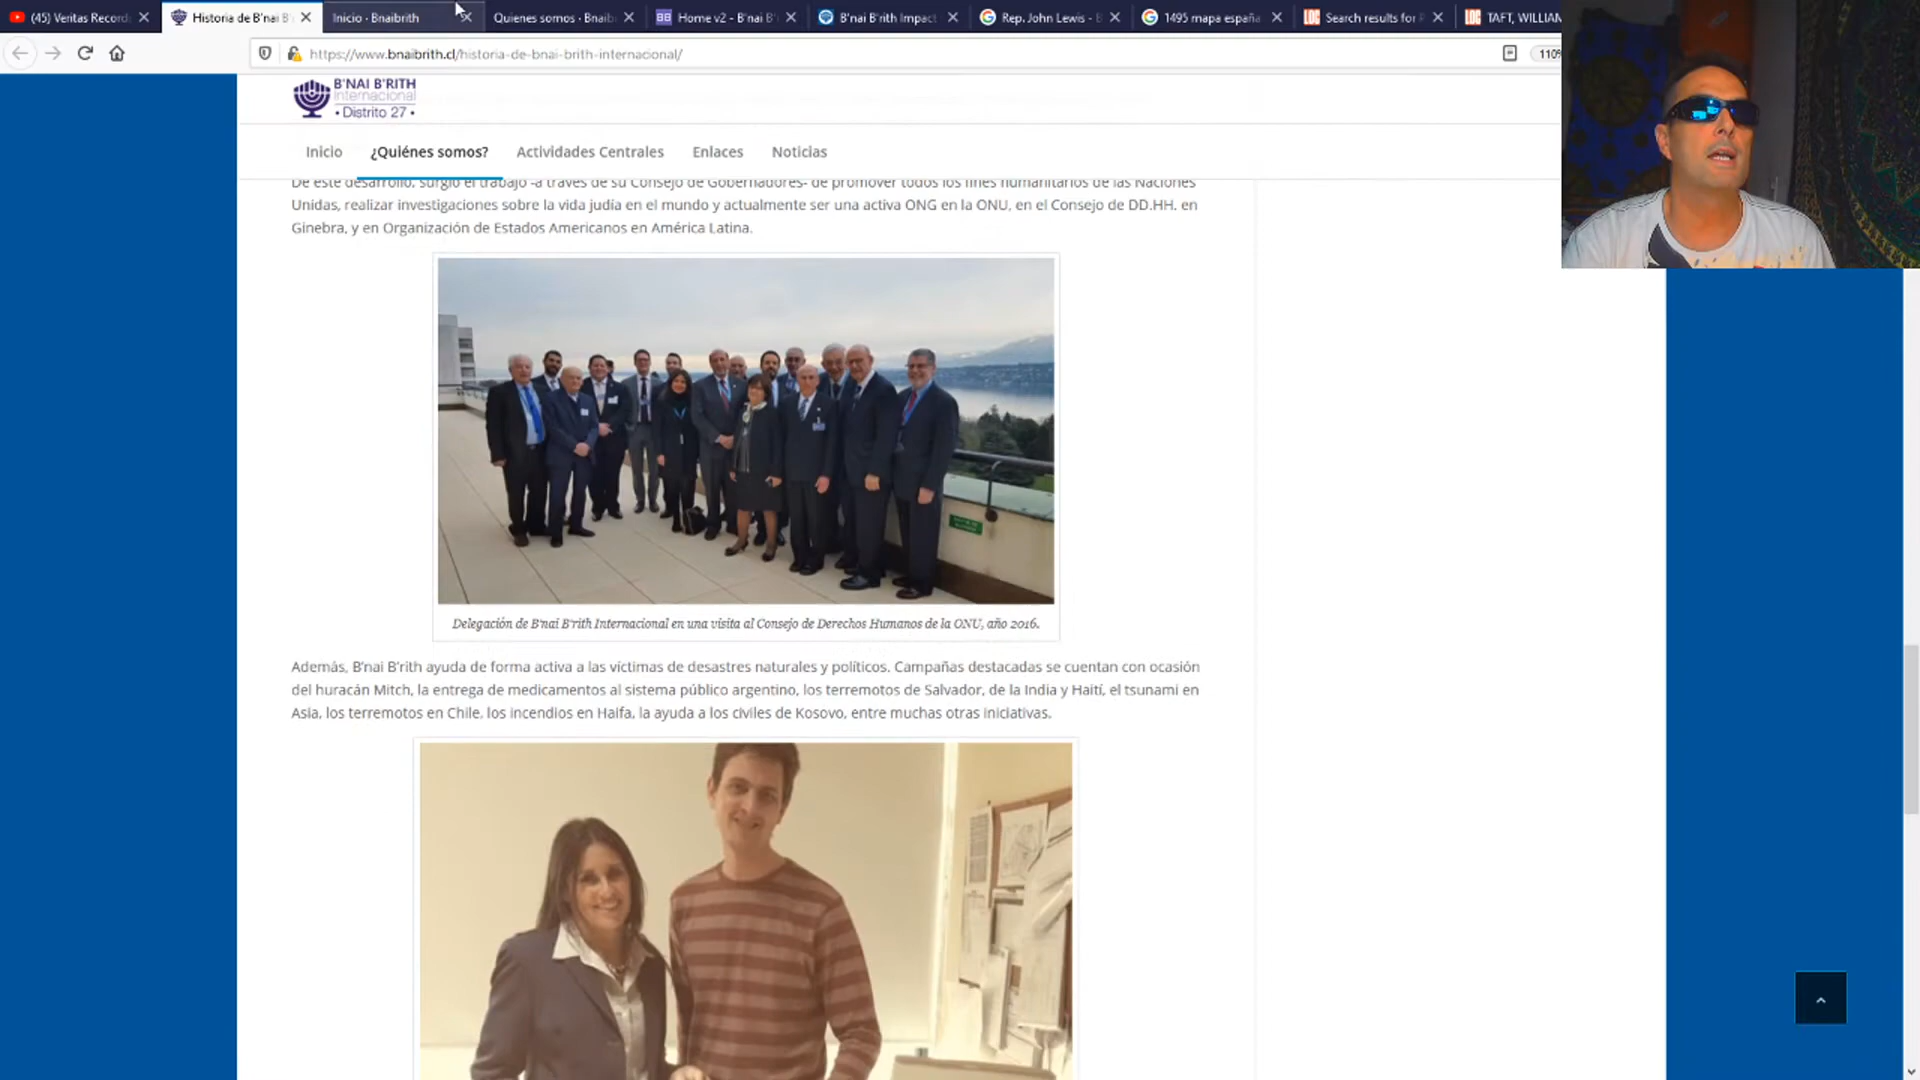 (45) Veritas Record
Historia de B'nai B'r
Inicio · Bnaibrith
Quienes somos · Bnaib
Home v2 - B'nai B'
B'nai B'rith Impact
Rep. John Lewis - B
1495 mapa españa
Search results for
TAFT, WILLIAM
https://www.bnaibrith.cl/historia-de-bnai-brith-internacional/
110%
B'NAI B'RITH
Internacional
• Distrito 27 •
Inicio
¿Quiénes somos?
Actividades Centrales
Enlaces
Noticias
De este desarrollo, surgió el trabajo -a través de su Consejo de Gobernadores- de promover todos los fines humanitarios de las Naciones
Unidas, realizar investigaciones sobre la vida judía en el mundo y actualmente ser una activa ONG en la ONU, en el Consejo de DD.HH. en
Ginebra, y en Organización de Estados Americanos en América Latina.
Delegación de B'nai B'rith Internacional en una visita al Consejo de Derechos Humanos de la ONU, año 2016.
Además, B'nai B'rith ayuda de forma activa a las víctimas de desastres naturales y políticos. Campañas destacadas se cuentan con ocasión
del huracán Mitch, la entrega de medicamentos al sistema público argentino, los terremotos de Salvador, de la India y Haití, el tsunami en
Asia, los terremotos en Chile, los incendios en Haifa, la ayuda a los civiles de Kosovo, entre muchas otras iniciativas.